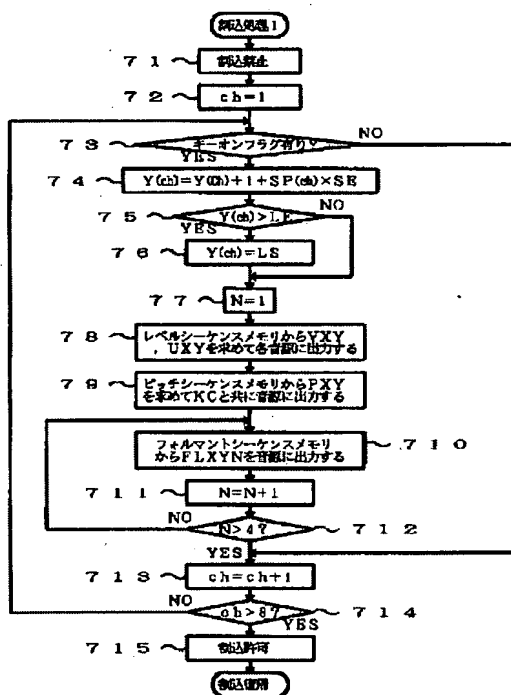 割込処理1
71
割込禁止
72
ch=1
73
キーオンフラグ有り?
NO
YES
74
Y(ch)=Y(Ch)+1+SP(ch)×SE
75
Y(ch)>LE
NO
YES
76
Y(ch)=LS
77
N=1
78
レベルシーケンスメモリからVXY
,UXYを求めて各音源に出力する
79
ピッチシーケンスメモリからPXY
を求めてKCと共に音源に出力する
フォルマントシーケンスメモリ
からFLXYNを音源に出力する
710
711
N=N+1
NO
N>4?
712
YES
713
ch=ch+1
NO
ch>8?
714
YES
715
割込許可
割込復帰